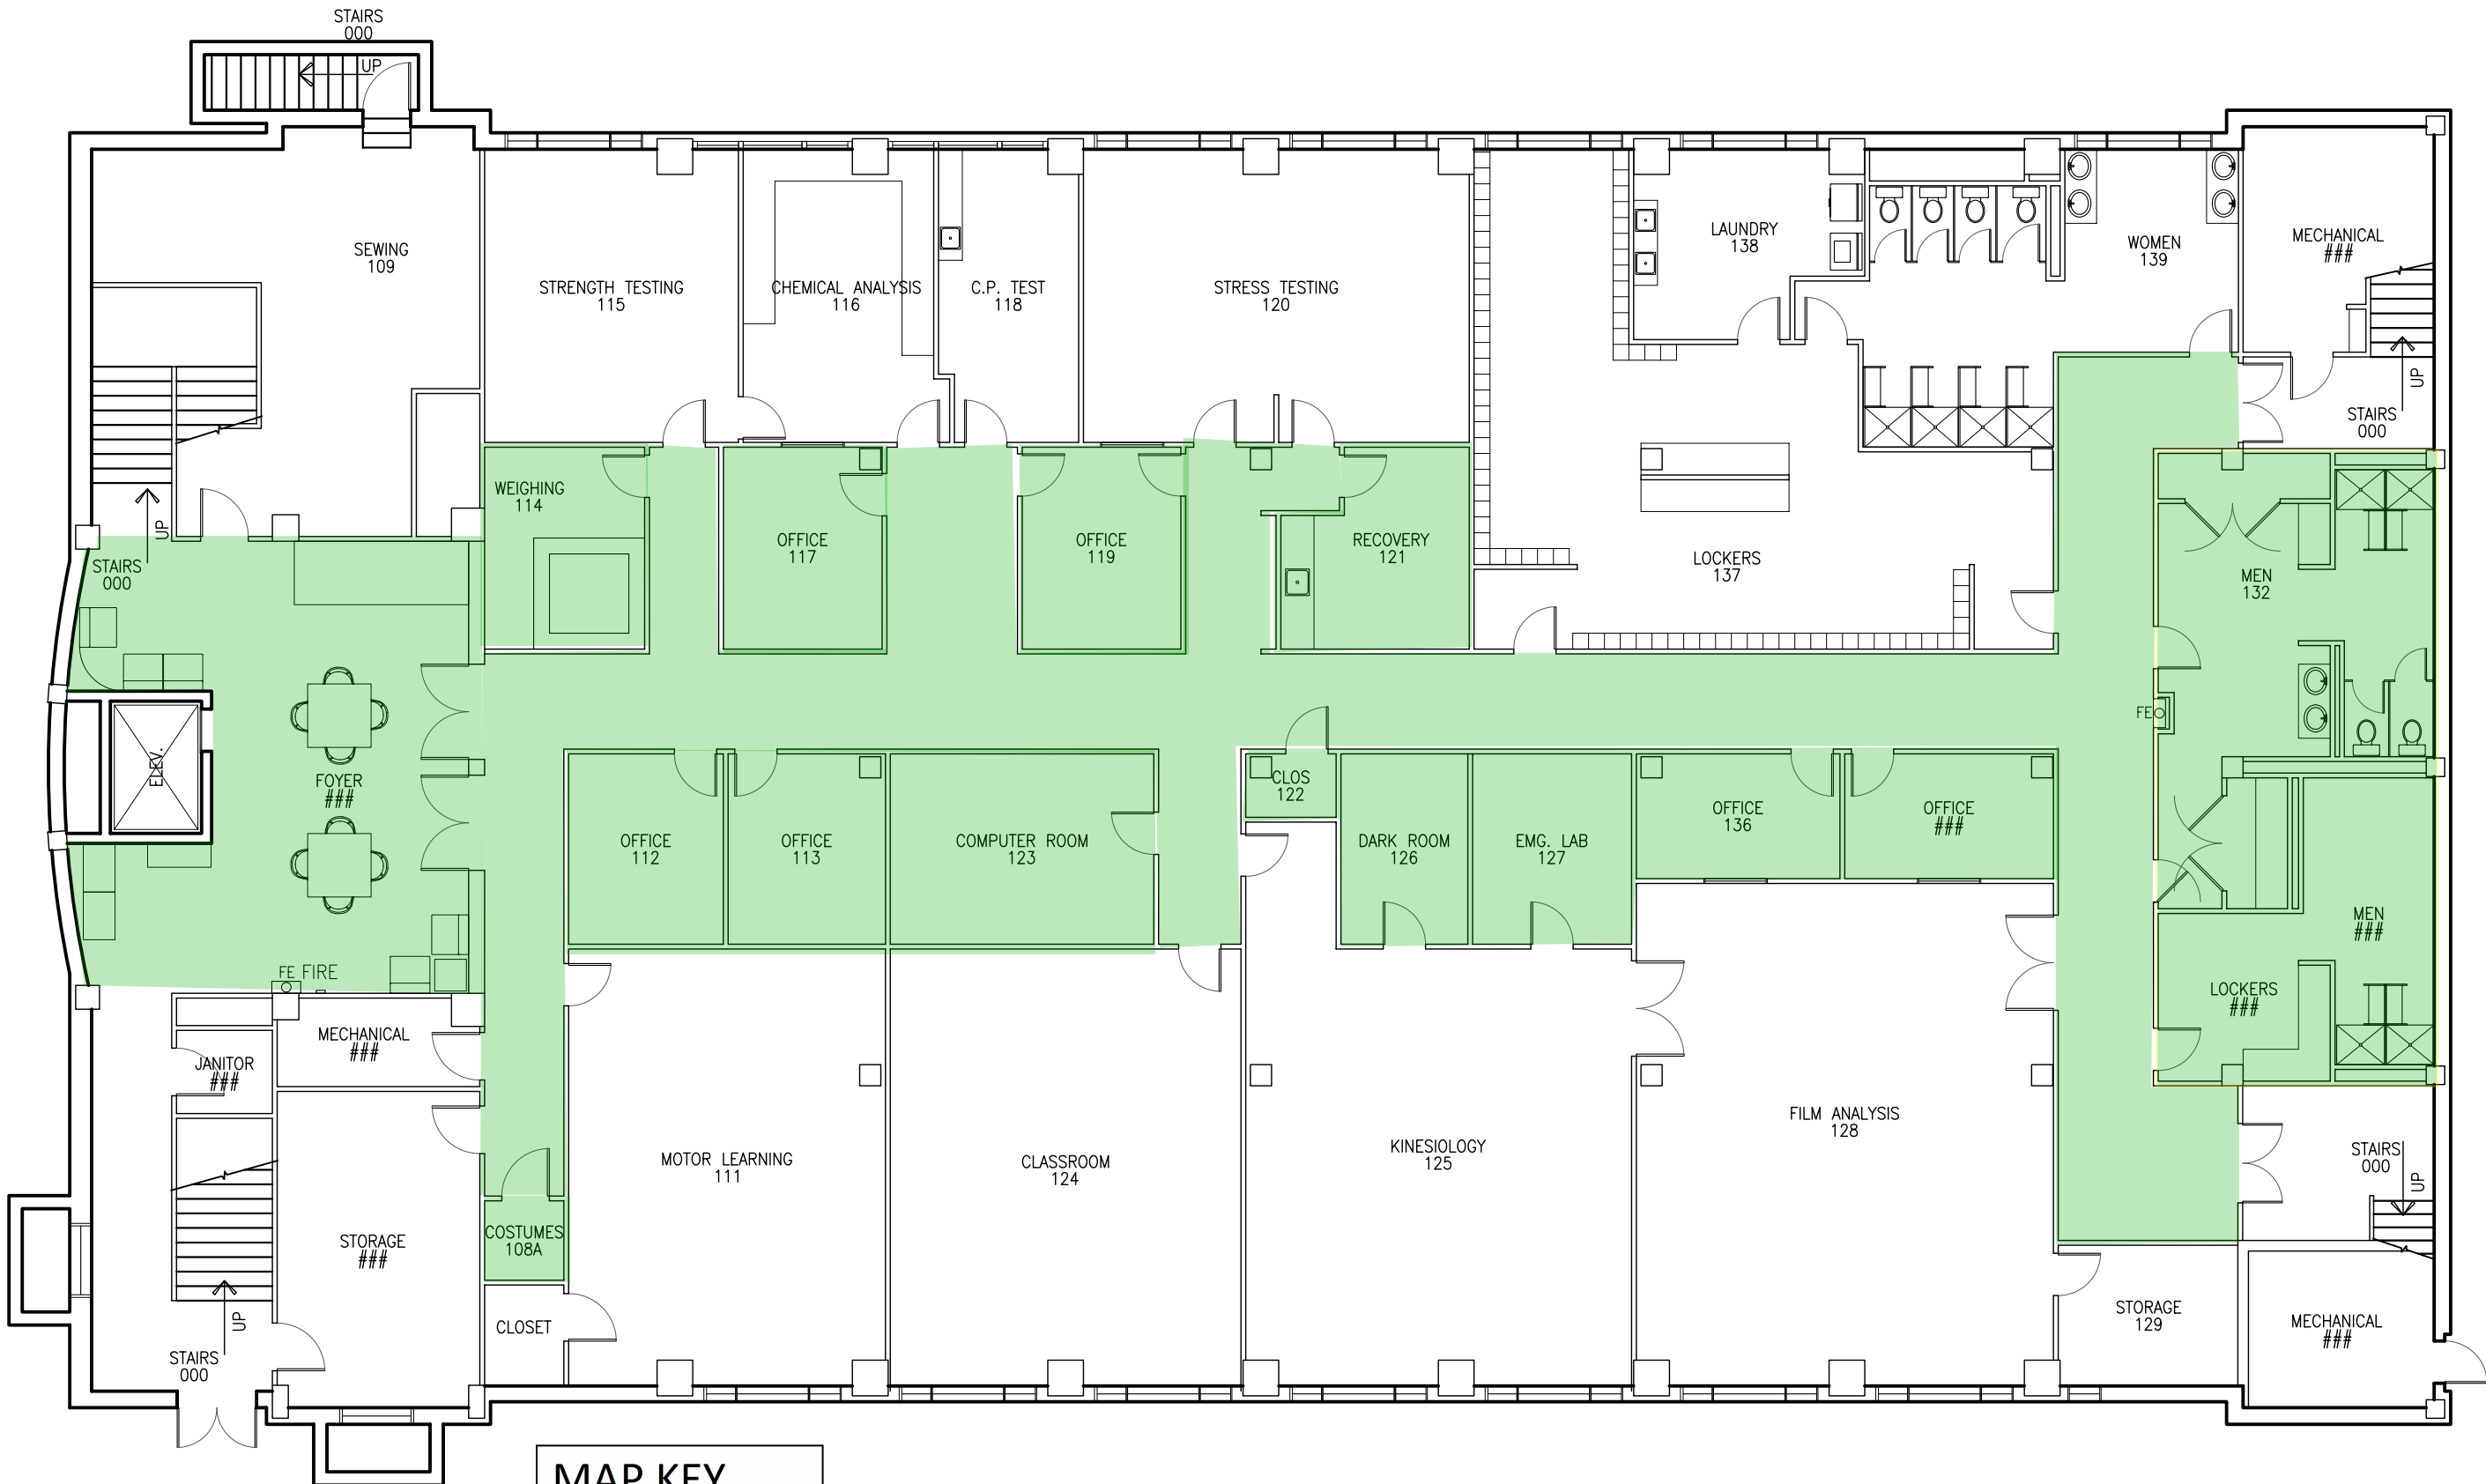 STAIRS
000
UP
SEWING
109
STRENGTH TESTING
115
CHEMICAL ANALYSIS
116
C.P. TEST
118
STRESS TESTING
120
LAUNDRY
138
WOMEN
139
MECHANICAL
###
UP
STAIRS
000
WEIGHING
114
OFFICE
117
OFFICE
119
RECOVERY
121
LOCKERS
137
MEN
132
UP
STAIRS
000
ELEV.
FOYER
###
FE
CLOS
122
OFFICE
112
OFFICE
113
COMPUTER ROOM
123
DARK ROOM
126
EMG. LAB
127
OFFICE
136
OFFICE
###
MEN
###
LOCKERS
###
FE FIRE
MECHANICAL
###
JANITOR
###
MOTOR LEARNING
111
CLASSROOM
124
KINESIOLOGY
125
FILM ANALYSIS
128
STAIRS
000
UP
COSTUMES
108A
STORAGE
###
CLOSET
UP
STAIRS
000
STORAGE
129
MECHANICAL
###
MAP KEY